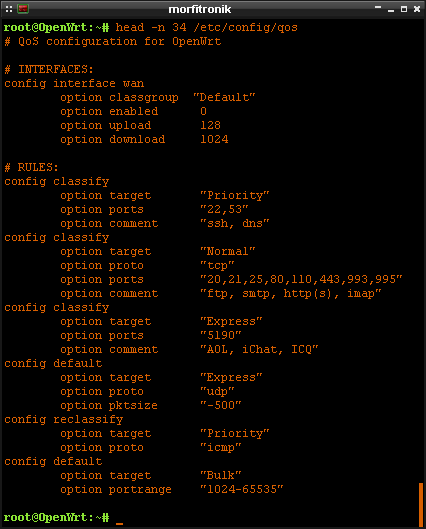 morfitronik
root@OpenWrt:~# head -n 34 /etc/config/qos
# QoS configuration for OpenWrt

# INTERFACES:
config interface wan
        option classgroup  "Default"
        option enabled      0
        option upload       128
        option download     1024

# RULES:
config classify
        option target       "Priority"
        option ports        "22,53"
        option comment      "ssh, dns"
config classify
        option target       "Normal"
        option proto        "tcp"
        option ports        "20,21,25,80,110,443,993,995"
        option comment      "ftp, smtp, http(s), imap"
config classify
        option target       "Express"
        option ports        "5190"
        option comment      "AOL, iChat, ICQ"
config default
        option target       "Express"
        option proto        "udp"
        option pktsize      "-500"
config reclassify
        option target       "Priority"
        option proto        "icmp"
config default
        option target       "Bulk"
        option portrange    "1024-65535"

root@OpenWrt:~#